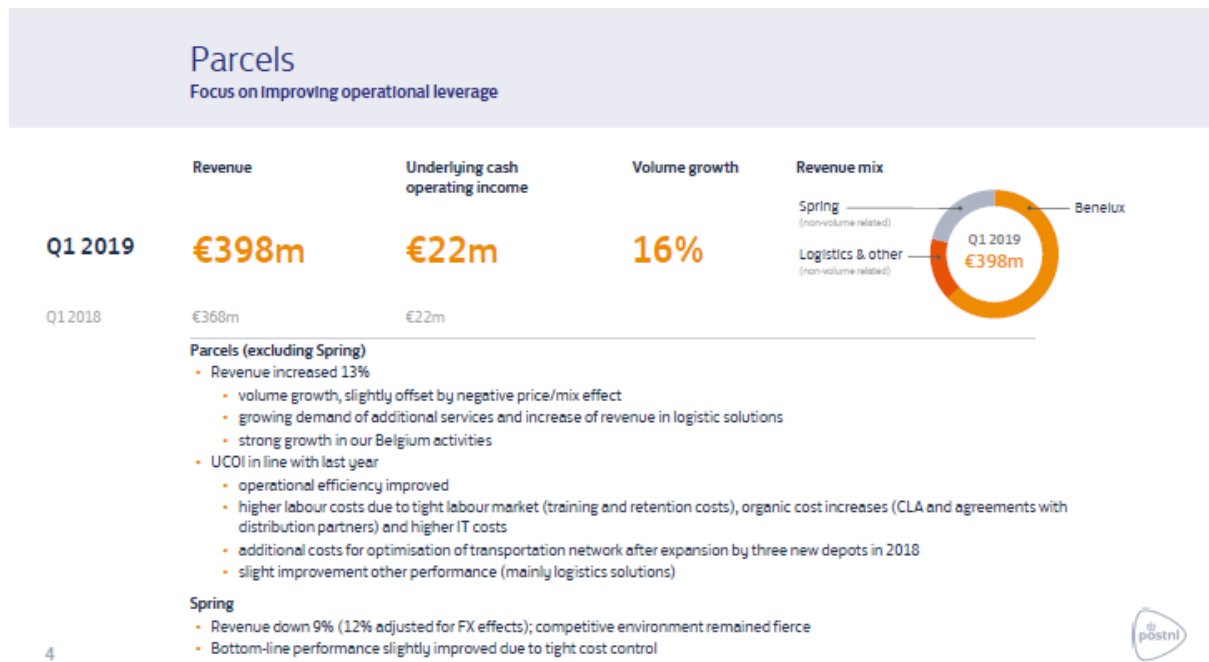 Parcels
Focus on improving operational leverage
Revenue
Underlying cash
operating income
Volume growth
Revenue mix
Spring
(non-volume related)
Benelux
Logistics & other
(non-volume related)
Q1 2019
€398m
Q1 2019
€398m
€22m
16%
Q1 2018
€368m
€22m
Parcels (excluding Spring)
• Revenue increased 13%
• volume growth, slightly offset by negative price/mix effect
• growing demand of additional services and increase of revenue in logistic solutions
• strong growth in our Belgium activities
• UCOI in line with last year
• operational efficiency improved
• higher labour costs due to tight labour market (training and retention costs), organic cost increases (CLA and agreements with
distribution partners) and higher IT costs
• additional costs for optimisation of transportation network after expansion by three new depots in 2018
• slight improvement other performance (mainly logistics solutions)
Spring
• Revenue down 9% (12% adjusted for FX effects); competitive environment remained fierce
• Bottom-line performance slightly improved due to tight cost control
4
postnl